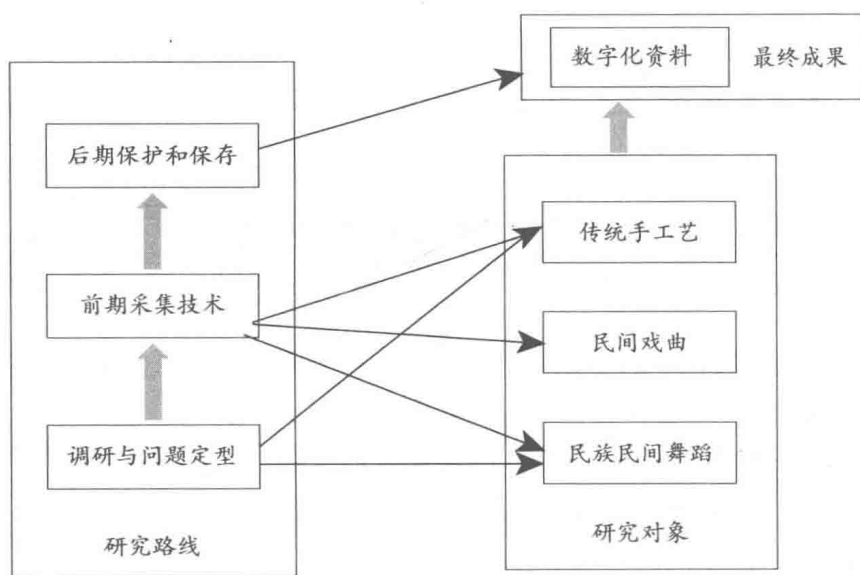 数字化资料 最终成果
后期保护和保存
传统手工艺
前期采集技术
民间戏曲
调研与问题定型
民族民间舞蹈
研究路线
研究对象